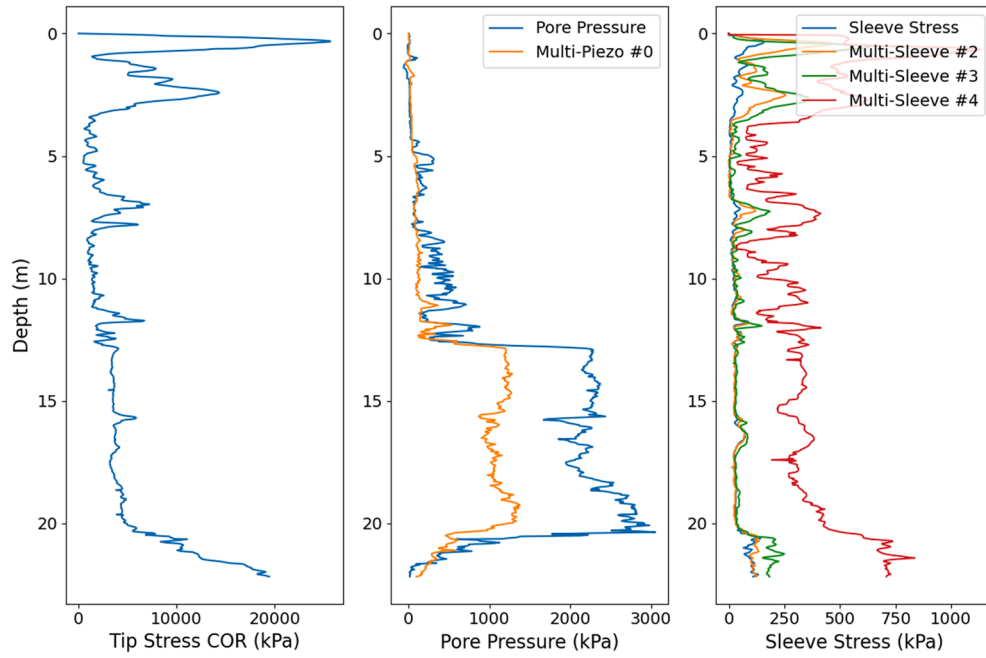 Pore Pressure
Multi-Piezo #0
Sleeve Stress
Multi-Sleeve #2
Multi-Sleeve #3
Multi-Sleeve #4
Depth (m)
0
5
10
15
20
0 10000 20000
Tip Stress COR (kPa)
0
5
10
15
20
0 1000 2000 3000
Pore Pressure (kPa)
0
5
10
15
20
0 250 500 750 1000
Sleeve Stress (kPa)